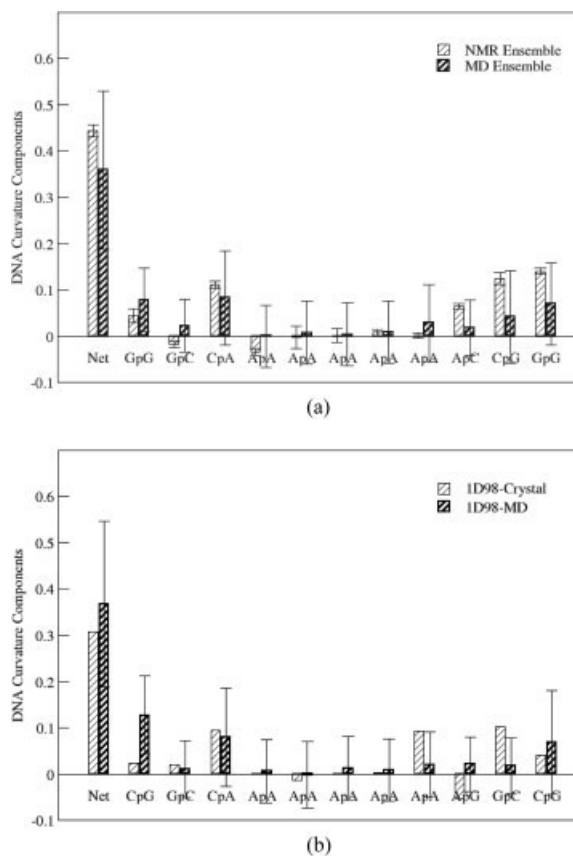 0.6
NMR Ensemble
MD Ensemble
0.5
0.4
0.3
0.2
0.1
0
-0.1
DNA Curvature Components
Net GpG GpC CpA ApA ApA ApA ApA ApA ApC CpG GpG
(a)
0.6
1D98-Crystal
1D98-MD
0.5
0.4
0.3
0.2
0.1
0
-0.1
DNA Curvature Components
Net CpG GpC CpA ApA ApA ApA ApA ApA ApG GpC CpG
(b)